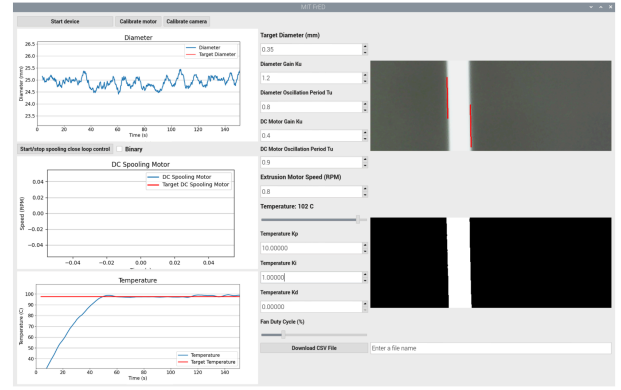 MIT FrED
Start device
Calibrate motor
Calibrate camera
Diameter
Diameter (mm)
26.5
26.0
25.5
25.0
24.5
24.0
23.5
Diameter
Target Diameter
0 20 40 60 80 100 120 140
Time (s)
Start/stop spooling close loop control
Binary
DC Spooling Motor
Speed (RPM)
0.04
0.02
0.00
−0.02
−0.04
DC Spooling Motor
Target DC Spooling Motor
−0.04 −0.02 0.00 0.02 0.04
Temperature
Temperature (C)
100
90
80
70
60
50
40
Temperature
Target Temperature
0 20 40 60 80 100 120 140
Time (s)
Target Diameter (mm)
0.35
Diameter Gain Ku
1.2
Diameter Oscillation Period Tu
0.8
DC Motor Gain Ku
0.4
DC Motor Oscillation Period Tu
0.9
Extrusion Motor Speed (RPM)
0.8
Temperature: 102 C
Temperature Kp
10.00000
Temperature Ki
1.00000
Temperature Kd
0.00000
Fan Duty Cycle (%)
Download CSV File
Enter a file name